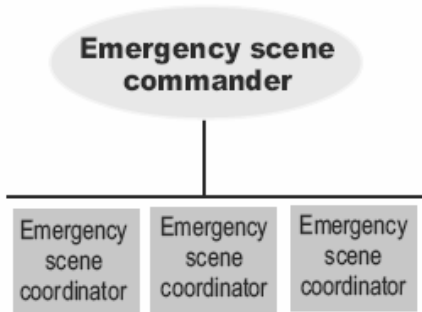 Emergency scene
commander
Emergency
scene
coordinator
Emergency
scene
coordinator
Emergency
scene
coordinator